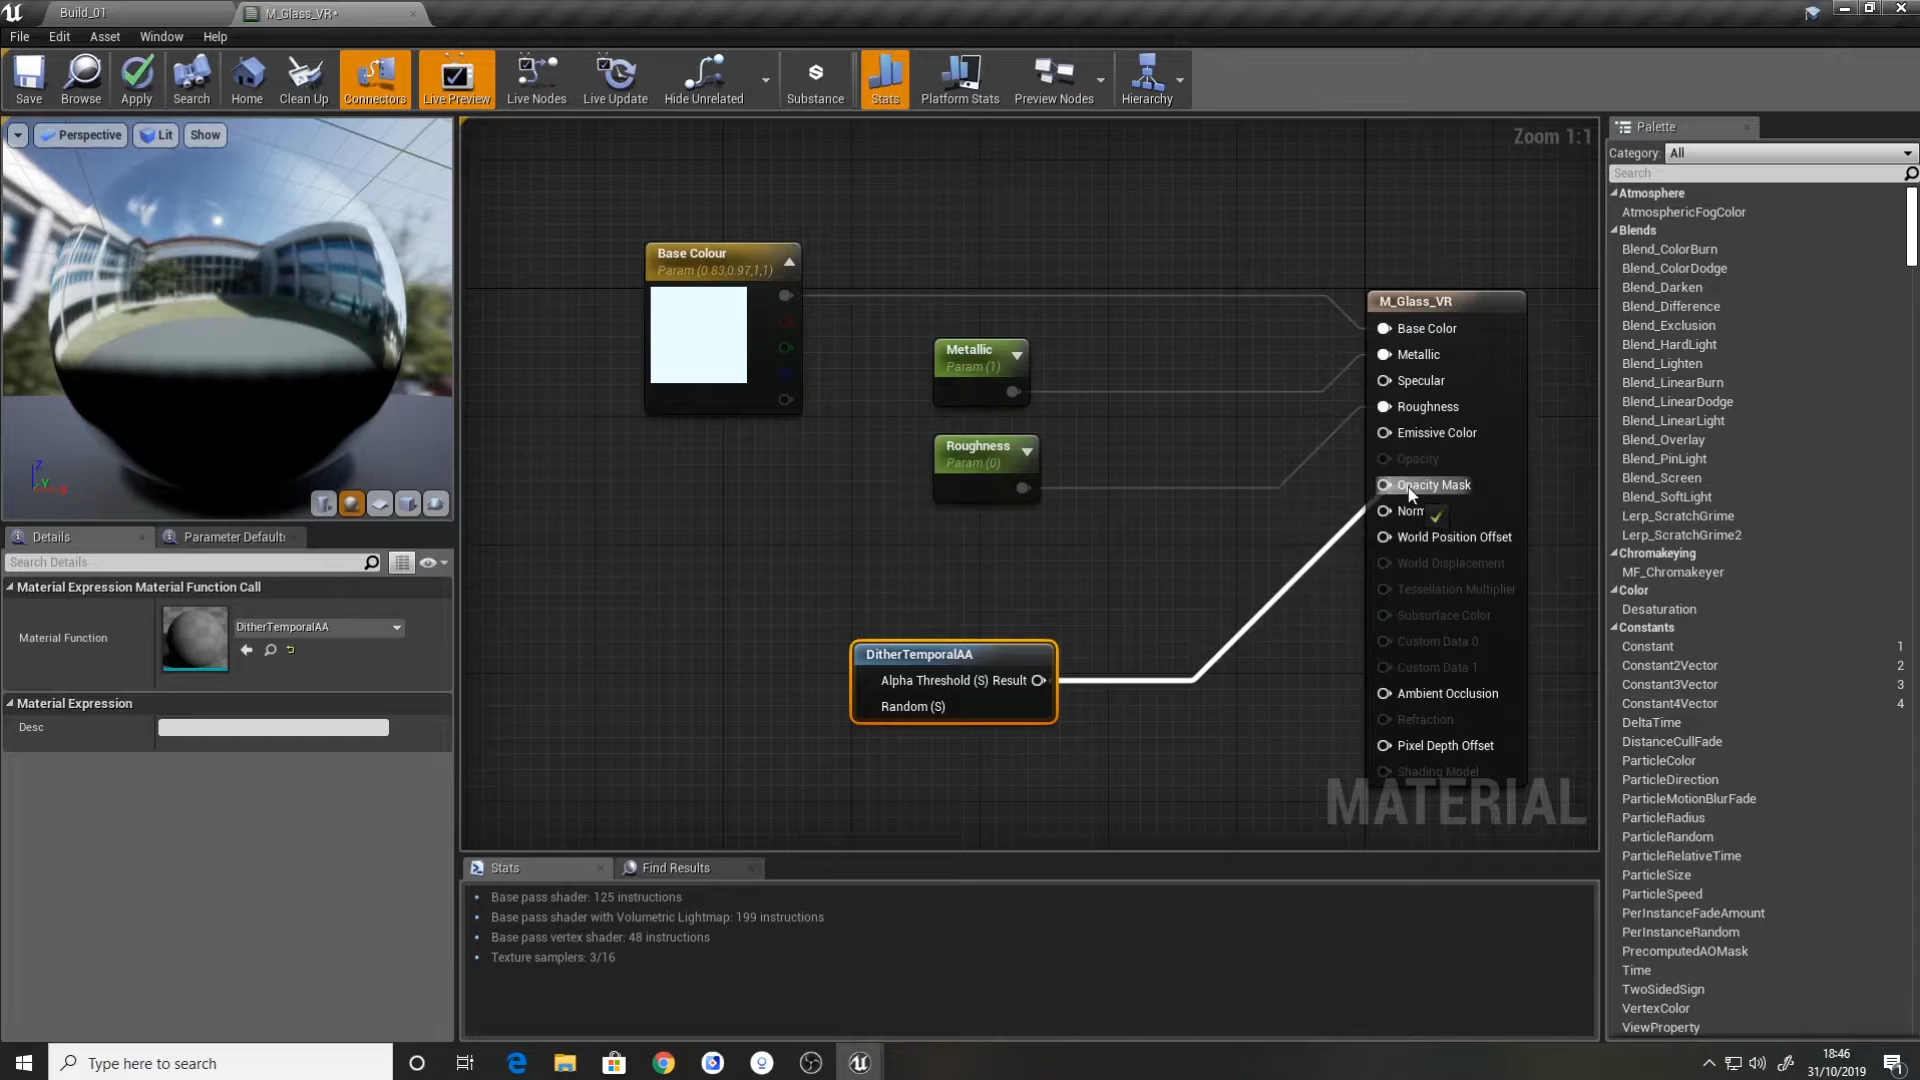 Build_01
M_Glass_VR*
File Edit Asset Window Help
Save Browse Apply Search Home Clean Up Connectors Live Preview Live Nodes Live Update Hide Unrelated Substance Stats Platform Stats Preview Nodes Hierarchy
Perspective Lit Show
Zoom 1:1
Palette
Category: All
Search
Atmosphere
AtmosphericFogColor
Blends
Blend_ColorBurn
Blend_ColorDodge
Blend_Darken
Blend_Difference
Blend_Exclusion
Blend_HardLight
Blend_Lighten
Blend_LinearBurn
Blend_LinearDodge
Blend_LinearLight
Blend_Overlay
Blend_PinLight
Blend_Screen
Blend_SoftLight
Lerp_ScratchGrime
Lerp_ScratchGrime2
Chromakeying
MF_Chromakeyer
Color
Desaturation
Constants
Constant 1
Constant2Vector 2
Constant3Vector 3
Constant4Vector 4
DeltaTime
DistanceCullFade
ParticleColor
ParticleDirection
ParticleMotionBlurFade
ParticleRadius
ParticleRandom
ParticleRelativeTime
ParticleSize
ParticleSpeed
PerInstanceFadeAmount
PerInstanceRandom
PrecomputedAOMask
Time
TwoSidedSign
VertexColor
ViewProperty
Base Colour
Param (0.83,0.97,1,1)
Metallic
Param (1)
Roughness
Param (0)
DitherTemporalAA
Alpha Threshold (S) Result
Random (S)
M_Glass_VR
Base Color
Metallic
Specular
Roughness
Emissive Color
Opacity
Opacity Mask
Norm
World Position Offset
World Displacement
Tessellation Multiplier
Subsurface Color
Custom Data 0
Custom Data 1
Ambient Occlusion
Refraction
Pixel Depth Offset
Shading Model
MATERIAL
Z
Y
X
Details
Search Details
Material Expression Material Function Call
Material Function DitherTemporalAA
Material Expression
Desc
Stats Find Results
Base pass shader: 125 instructions
Base pass shader with Volumetric Lightmap: 199 instructions
Base pass vertex shader: 48 instructions
Texture samplers: 3/16
Type here to search
18:46
31/10/2019
1